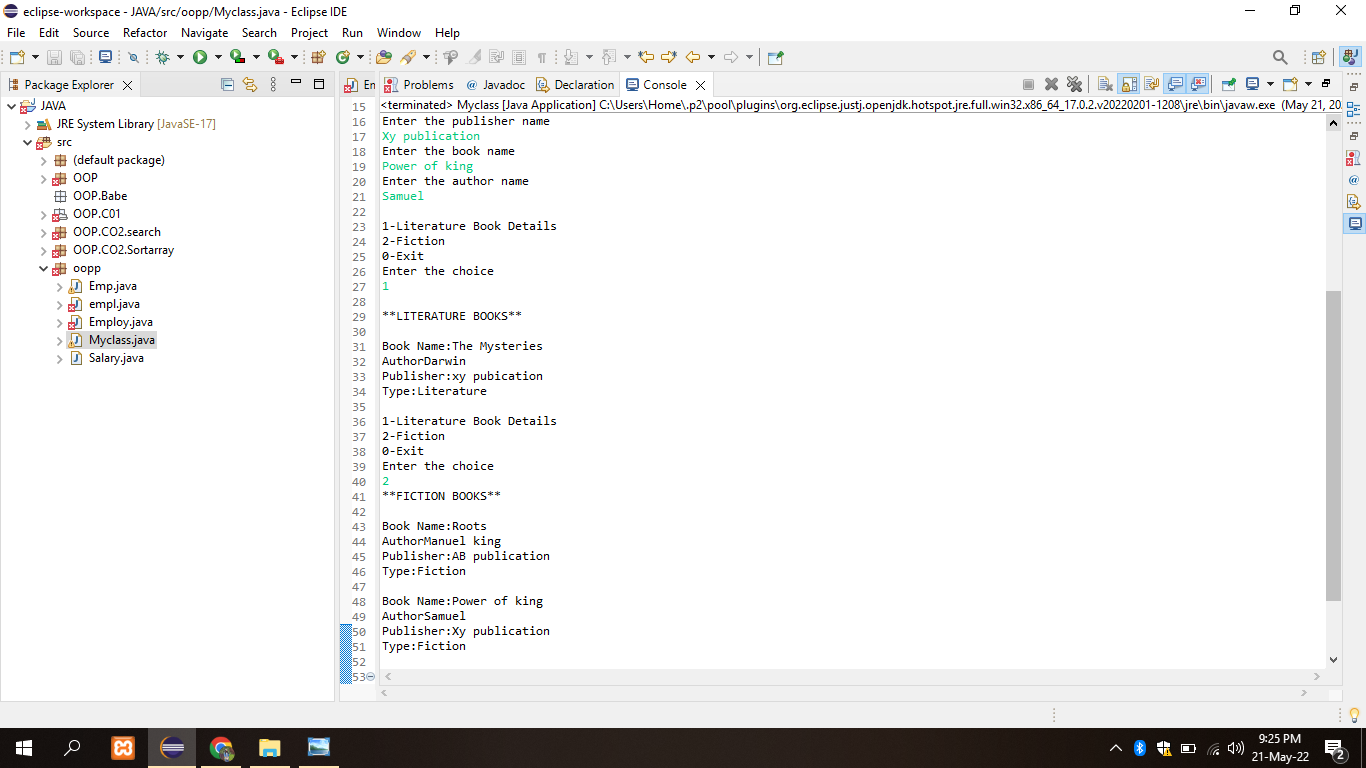 eclipse-workspace - JAVA/src/oopp/Myclass.java - Eclipse IDE
File Edit Source Refactor Navigate Search Project Run Window Help
Package Explorer
En
Problems
Javadoc
Declaration
Console
JAVA
JRE System Library [JavaSE-17]
src
(default package)
OOP
OOP.Babe
OOP.C01
OOP.CO2.search
OOP.CO2.Sortarray
oopp
Emp.java
empl.java
Employ.java
Myclass.java
Salary.java
<terminated> Myclass [Java Application] C:\Users\Home\.p2\pool\plugins\org.eclipse.justj.openjdk.hotspot.jre.full.win32.x86_64_17.0.2.v20220201-1208\jre\bin\javaw.exe (May 21, 20
15
16 Enter the publisher name
17 Xy publication
18 Enter the book name
19 Power of king
20 Enter the author name
21 Samuel
22
23 1-Literature Book Details
24 2-Fiction
25 0-Exit
26 Enter the choice
27 1
28
29 **LITERATURE BOOKS**
30
31 Book Name:The Mysteries
32 AuthorDarwin
33 Publisher:xy pubication
34 Type:Literature
35
36 1-Literature Book Details
37 2-Fiction
38 0-Exit
39 Enter the choice
40 2
41 **FICTION BOOKS**
42
43 Book Name:Roots
44 AuthorManuel king
45 Publisher:AB publication
46 Type:Fiction
47
48 Book Name:Power of king
49 AuthorSamuel
50 Publisher:Xy publication
51 Type:Fiction
52
53
9:25 PM
21-May-22
2